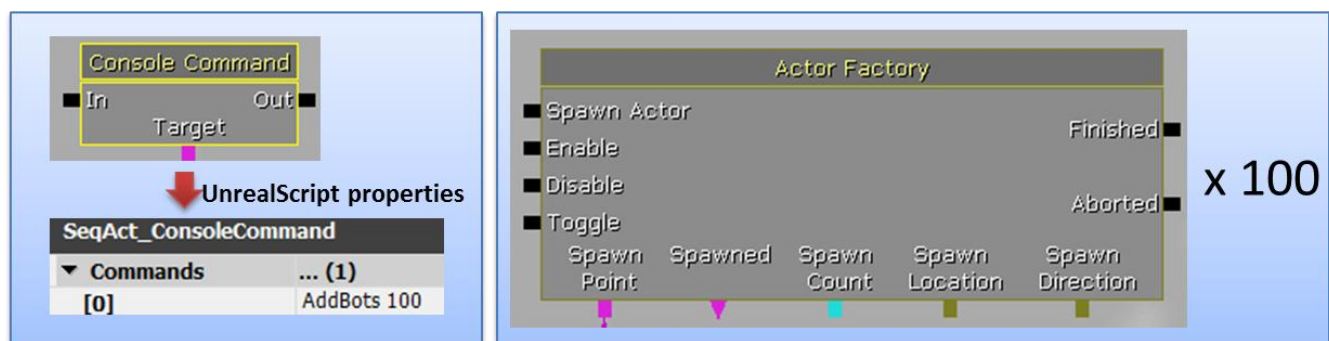 Console Command
In Out
Target
UnrealScript properties
SeqAct_ConsoleCommand
Commands ... (1)
[0] AddBots 100
Actor Factory
Spawn Actor
Finished
Enable
Disable
Aborted
Toggle
Spawn Point
Spawned
Spawn Count
Spawn Location
Spawn Direction
x 100